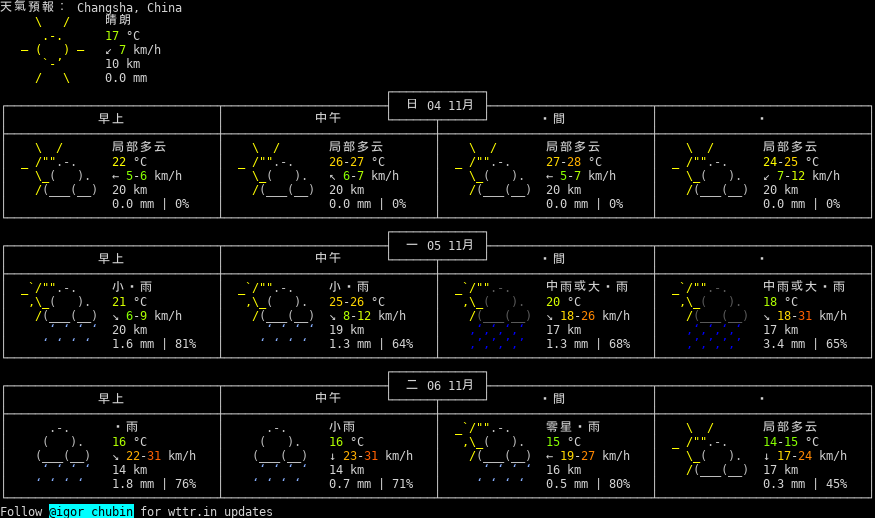 天氣預報： Changsha, China
晴朗
17 °C
↙ 7 km/h
10 km
0.0 mm
日 04 11月
早上 中午 ・間 ・
局部多云 局部多云 局部多云 局部多云
22 °C 26-27 °C 27-28 °C 24-25 °C
← 5-6 km/h ↖ 6-7 km/h ← 5-7 km/h ↙ 7-12 km/h
20 km 20 km 20 km 20 km
0.0 mm | 0% 0.0 mm | 0% 0.0 mm | 0% 0.0 mm | 0%
一 05 11月
早上 中午 ・間 ・
小・雨 小・雨 中雨或大・雨 中雨或大・雨
21 °C 25-26 °C 20 °C 18 °C
↘ 6-9 km/h ↘ 8-12 km/h ↘ 18-26 km/h ↘ 18-31 km/h
20 km 19 km 17 km 17 km
1.6 mm | 81% 1.3 mm | 64% 1.3 mm | 68% 3.4 mm | 65%
二 06 11月
早上 中午 ・間 ・
・雨 小雨 零星・雨 局部多云
16 °C 16 °C 15 °C 14-15 °C
↘ 22-31 km/h ↓ 23-31 km/h ← 19-27 km/h ↓ 17-24 km/h
14 km 14 km 16 km 17 km
1.8 mm | 76% 0.7 mm | 71% 0.5 mm | 80% 0.3 mm | 45%
Follow @igor_chubin for wttr.in updates